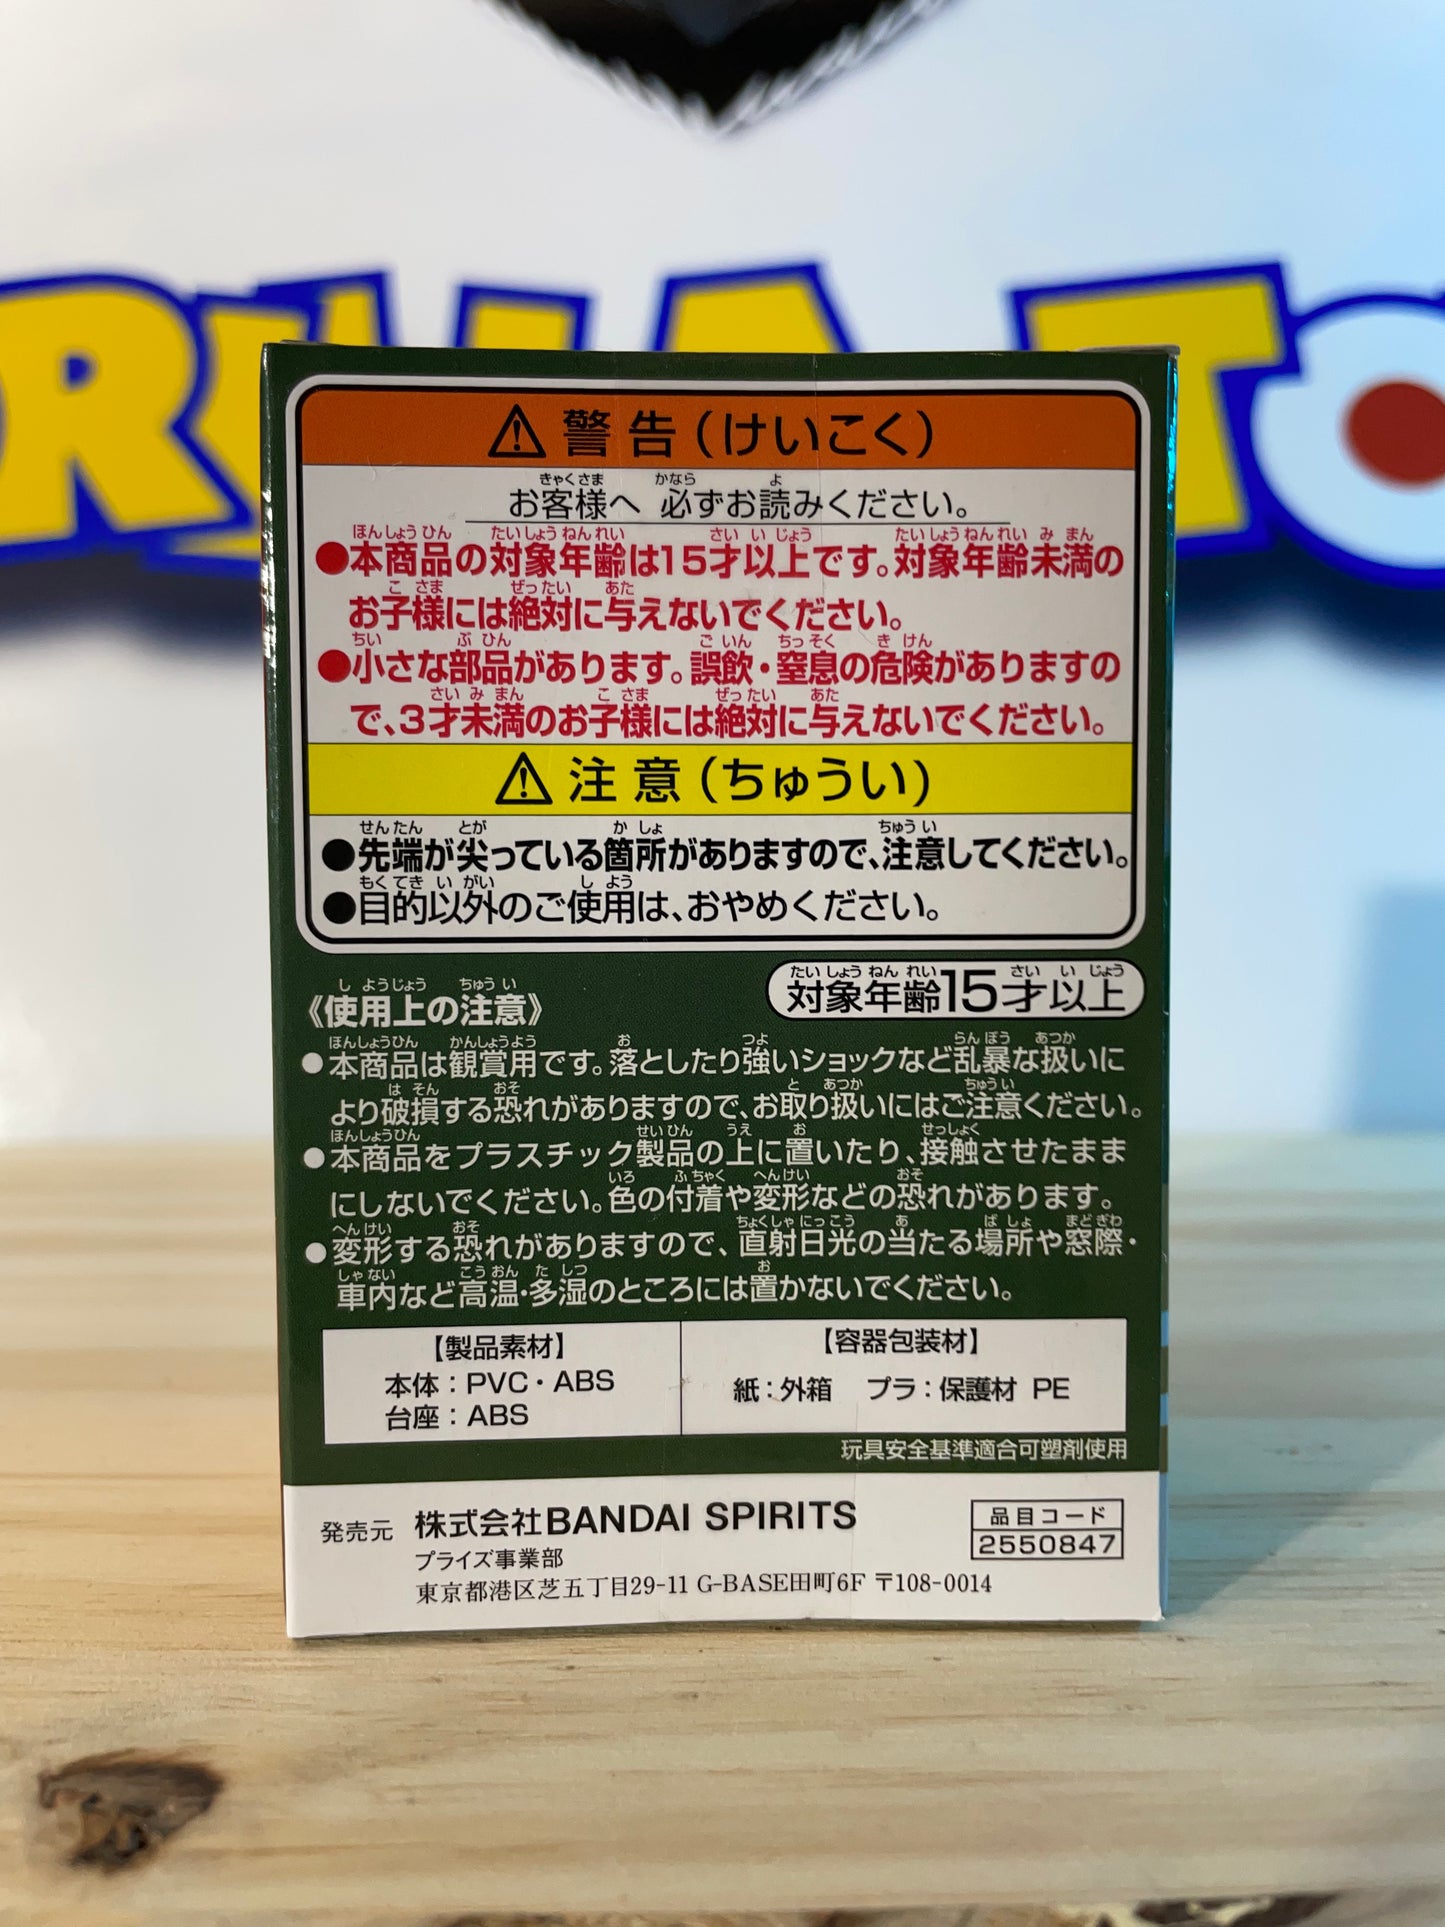 警告(けいこく)
お客様へ 必ずお読みください。
●本商品の対象年齢は15才以上です。対象年齢未満の
お子様には絶対に与えないでください。
●小さな部品があります。誤飲・窒息の危険がありますの
で、3才未満のお子様には絶対に与えないでください。
注意(ちゅうい)
●先端が尖っている箇所がありますので、注意してください。
●目的以外のご使用は、おやめください。
対象年齢15才以上
《使用上の注意》
●本商品は観賞用です。落としたり強いショックなど乱暴な扱いに
より破損する恐れがありますので、お取り扱いにはご注意ください。
●本商品をプラスチック製品の上に置いたり、接触させたまま
にしないでください。色の付着や変形などの恐れがあります。
●変形する恐れがありますので、直射日光の当たる場所や窓際・
車内など高温・多湿のところには置かないでください。
【製品素材】
本体：PVC・ABS
台座：ABS
【容器包装材】
紙：外箱 プラ：保護材 PE
玩具安全基準適合可塑剤使用
発売元 株式会社BANDAI SPIRITS
プライズ事業部
東京都港区芝五丁目29-11 G-BASE田町6F 〒108-0014
品目コード
2550847